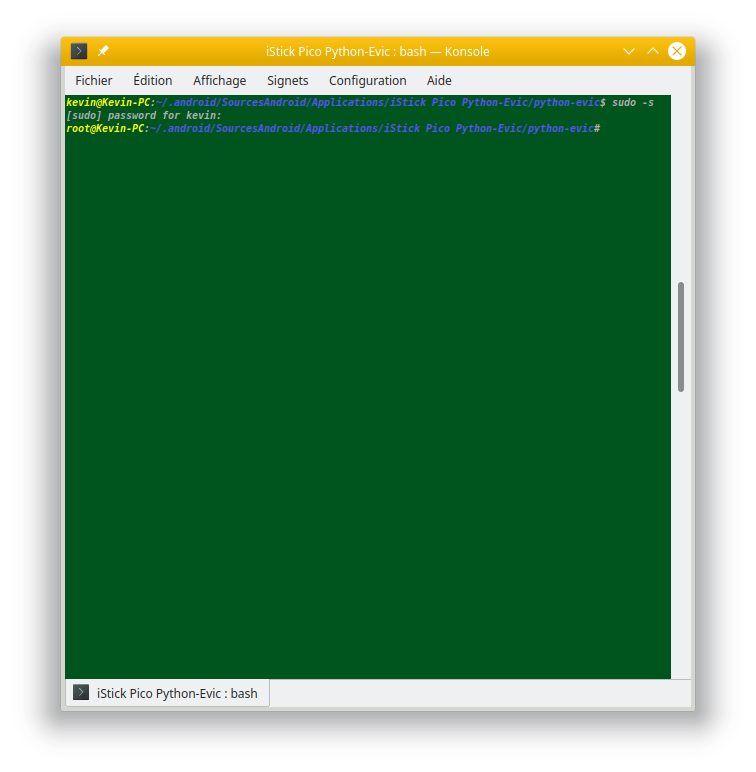 iStick Pico Python-Evic : bash — Konsole
Fichier Édition Affichage Signets Configuration Aide
kevin@Kevin-PC:~/.android/SourcesAndroid/Applications/iStick Pico Python-Evic/python-evic$ sudo -s
[sudo] password for kevin:
root@Kevin-PC:~/.android/SourcesAndroid/Applications/iStick Pico Python-Evic/python-evic#
iStick Pico Python-Evic : bash